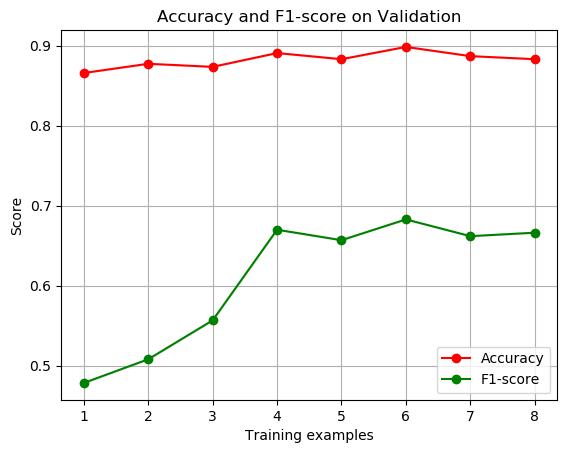 Accuracy and F1-score on Validation
Score
0.9
0.8
0.7
0.6
0.5
Accuracy
F1-score
1 2 3 4 5 6 7 8
Training examples